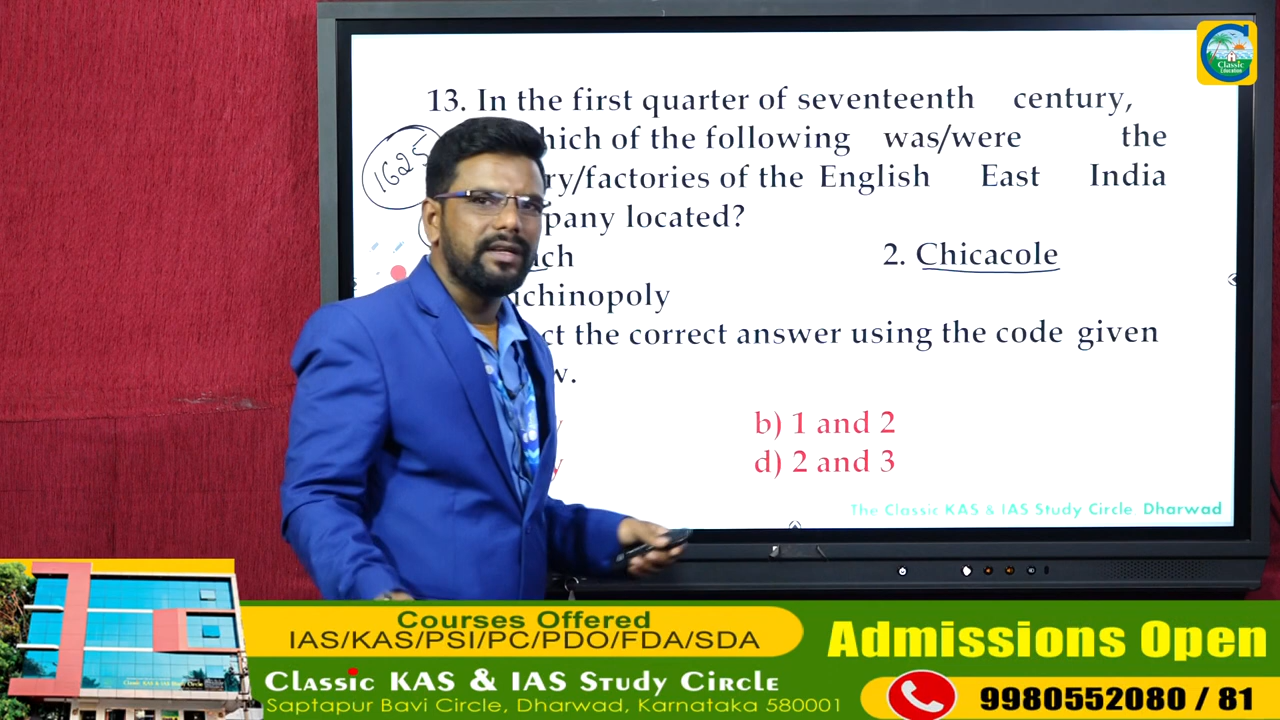 Classic
Education
13. In the first quarter of seventeenth century,
hich of the following was/were the
1625
ry/factories of the English East India
pany located?
ch 2. Chicacole
ichinopoly
ct the correct answer using the code given
w.
b) 1 and 2
d) 2 and 3
The Classic KAS & IAS Study Circle, Dharwad
Courses Offered
IAS/KAS/PSI/PC/PDO/FDA/SDA
Classic KAS & IAS Study Circle
Saptapur Bavi Circle, Dharwad, Karnataka 580001
Admissions Open
9980552080 / 81